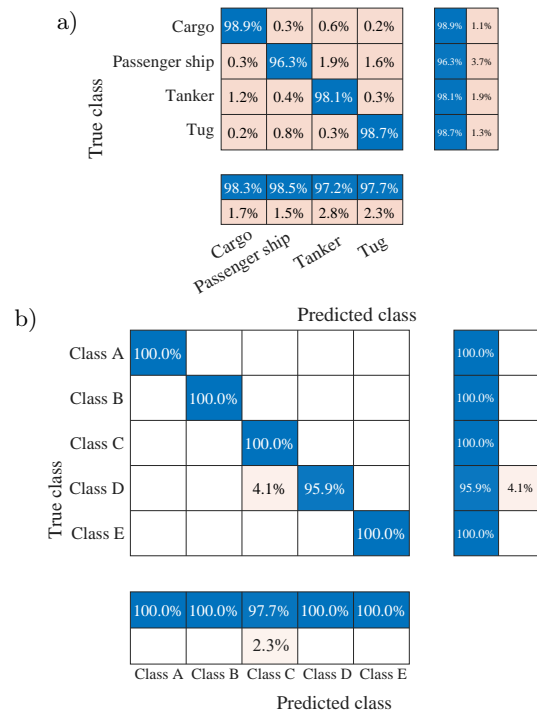 a)
True class
Cargo 98.9% 0.3% 0.6% 0.2% 98.9% 1.1%
Passenger ship 0.3% 96.3% 1.9% 1.6% 96.3% 3.7%
Tanker 1.2% 0.4% 98.1% 0.3% 98.1% 1.9%
Tug 0.2% 0.8% 0.3% 98.7% 98.7% 1.3%
98.3% 98.5% 97.2% 97.7%
1.7% 1.5% 2.8% 2.3%
Cargo Passenger ship Tanker Tug
Predicted class
b)
True class
Class A 100.0% 100.0%
Class B 100.0% 100.0%
Class C 100.0% 100.0%
Class D 4.1% 95.9% 95.9% 4.1%
Class E 100.0% 100.0%
100.0% 100.0% 97.7% 100.0% 100.0%
2.3%
Class A Class B Class C Class D Class E
Predicted class